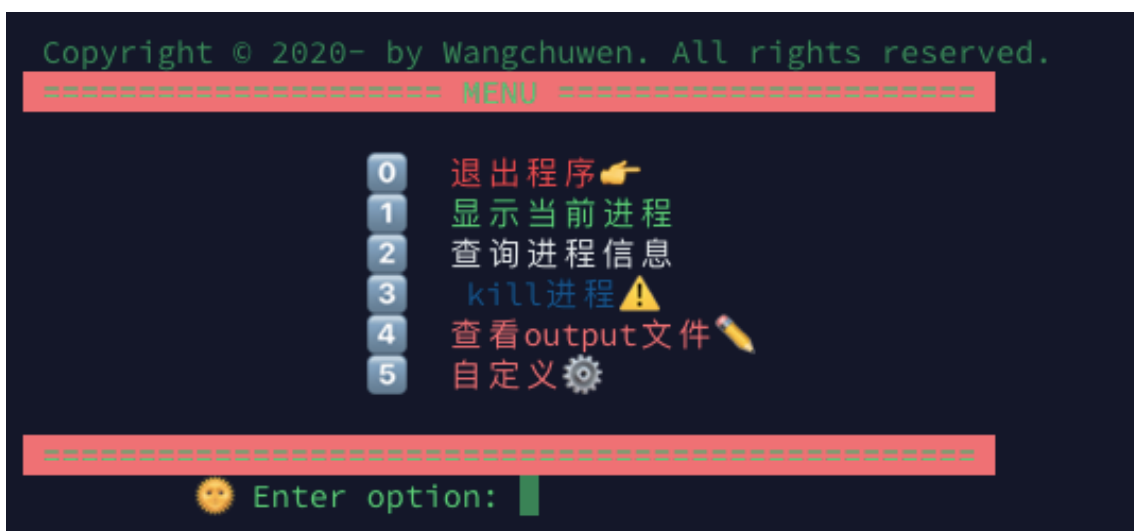 Copyright © 2020- by Wangchuwen. All rights reserved.
===================== MENU ======================
0 退出程序👉
1 显示当前进程
2 查询进程信息
3 kill进程⚠️
4 查看output文件✏️
5 自定义⚙️
=================================================
🌞 Enter option: